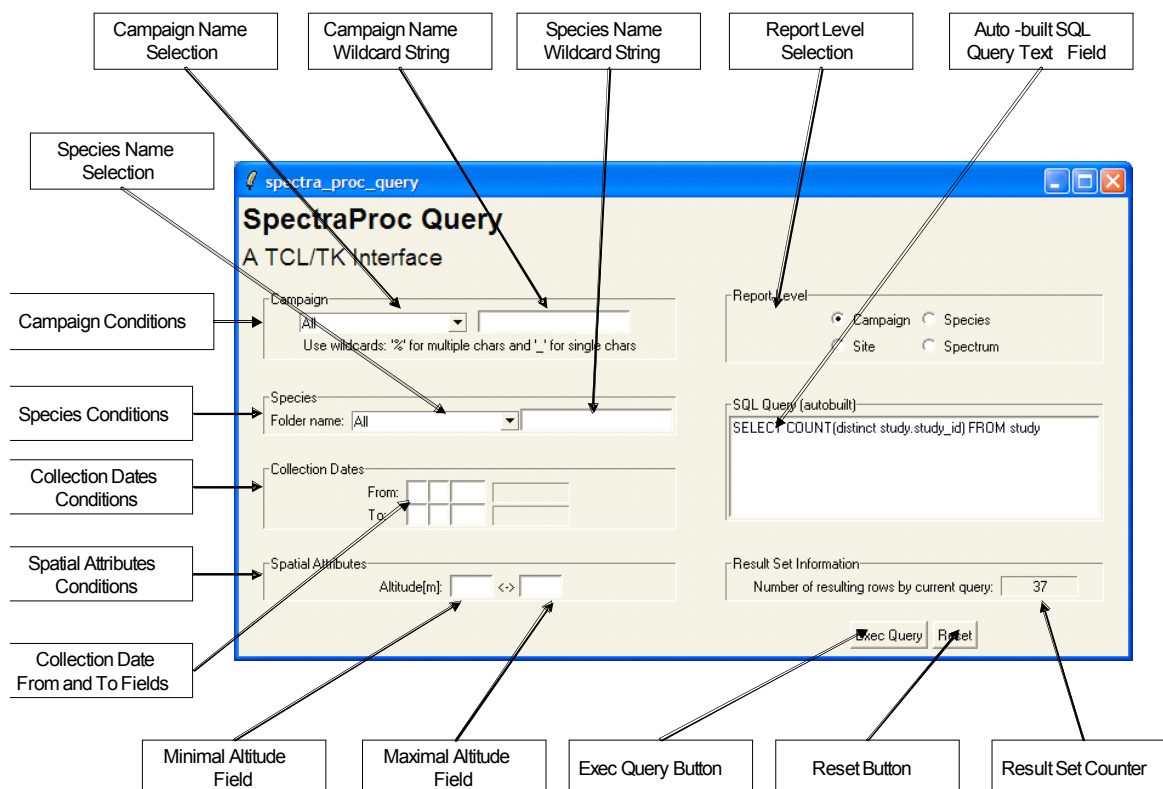 Campaign Name
Selection
Campaign Name
Wildcard String
Species Name
Wildcard String
Report Level
Selection
Auto -built SQL
Query Text Field
Species Name
Selection
spectra_proc_query
SpectraProc Query
A TCL/TK Interface
Campaign Conditions
Campaign
All
Use wildcards: '%' for multiple chars and '_' for single chars
Report Level
Campaign
Species
Site
Spectrum
Species Conditions
Species
Folder name:
All
SQL Query (autobuilt)
SELECT COUNT(distinct study.study_id) FROM study
Collection Dates
Conditions
Collection Dates
From:
To:
Spatial Attributes
Conditions
Spatial Attributes
Altitude[m]:
<->
Result Set Information
Number of resulting rows by current query:
37
Exec Query
Reset
Collection Date
From and To Fields
Minimal Altitude
Field
Maximal Altitude
Field
Exec Query Button
Reset Button
Result Set Counter